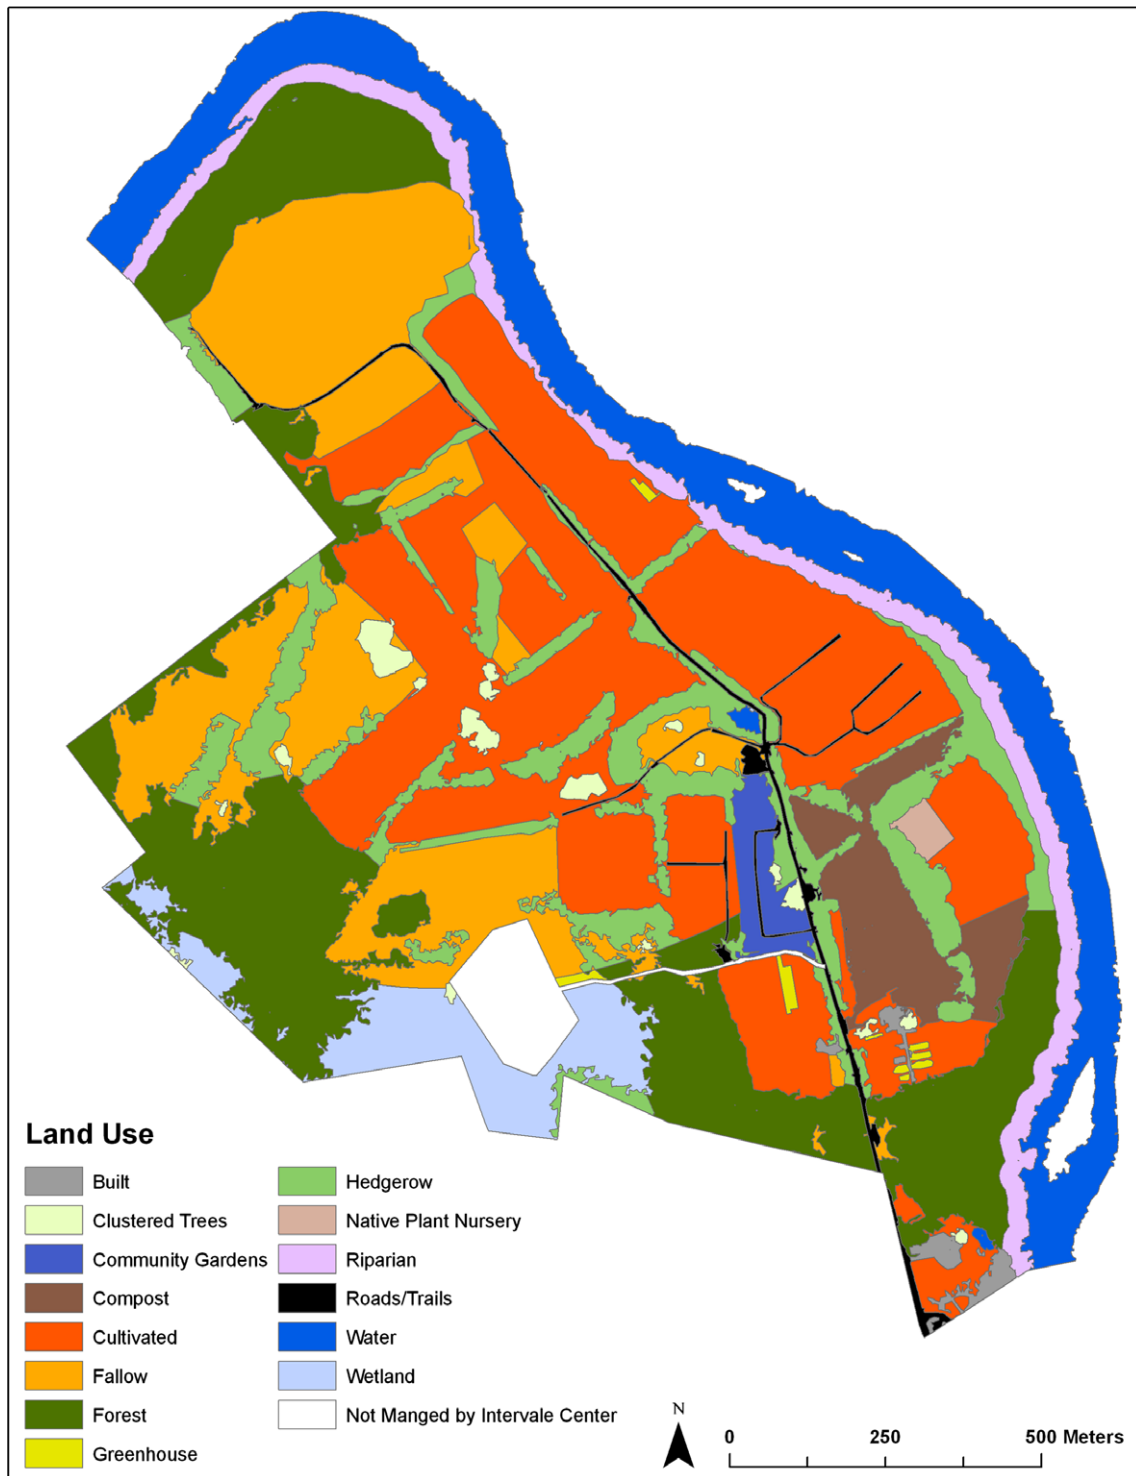 Land Use
Built
Clustered Trees
Community Gardens
Compost
Cultivated
Fallow
Forest
Greenhouse
Hedgerow
Native Plant Nursery
Riparian
Roads/Trails
Water
Wetland
Not Manged by Intervale Center
N
0 250 500 Meters